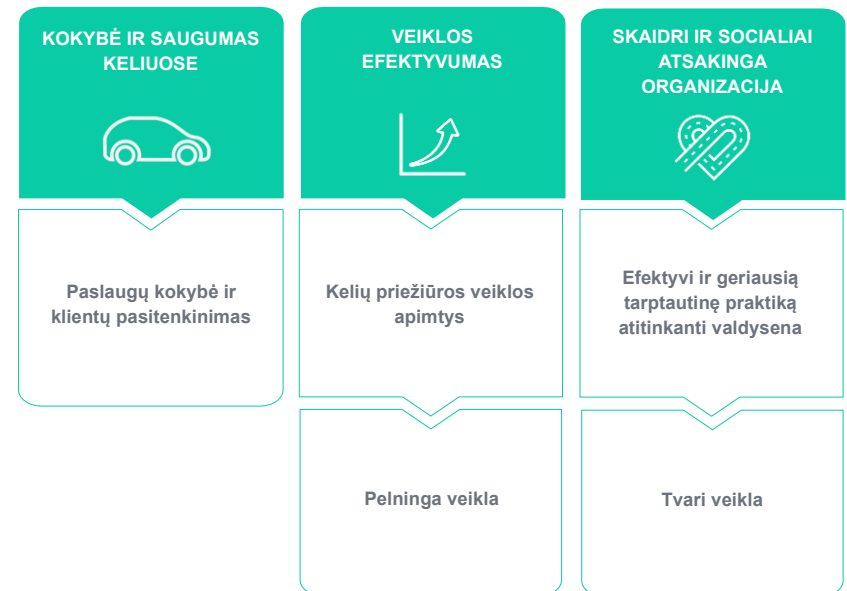 KOKYBĖ IR SAUGUMAS
KELIUOSE
VEIKLOS
EFEKTYVUMAS
SKAIDRI IR SOCIALIAI
ATSAKINGA
ORGANIZACIJA
Paslaugų kokybė ir
klientų pasitenkinimas
Kelių priežiūros veiklos
apimtys
Efektyvi ir geriausią
tarptautinę praktiką
atitinkanti valdysena
Pelninga veikla
Tvari veikla